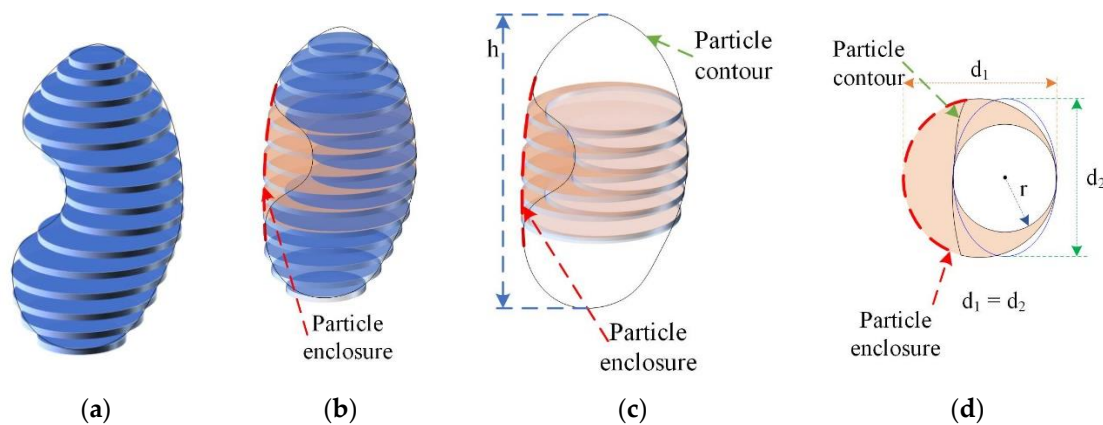 h
Particle
contour
Particle
enclosure
Particle
enclosure
Particle
contour
d₁
d₂
r
Particle
enclosure
d₁ = d₂
(a)
(b)
(c)
(d)